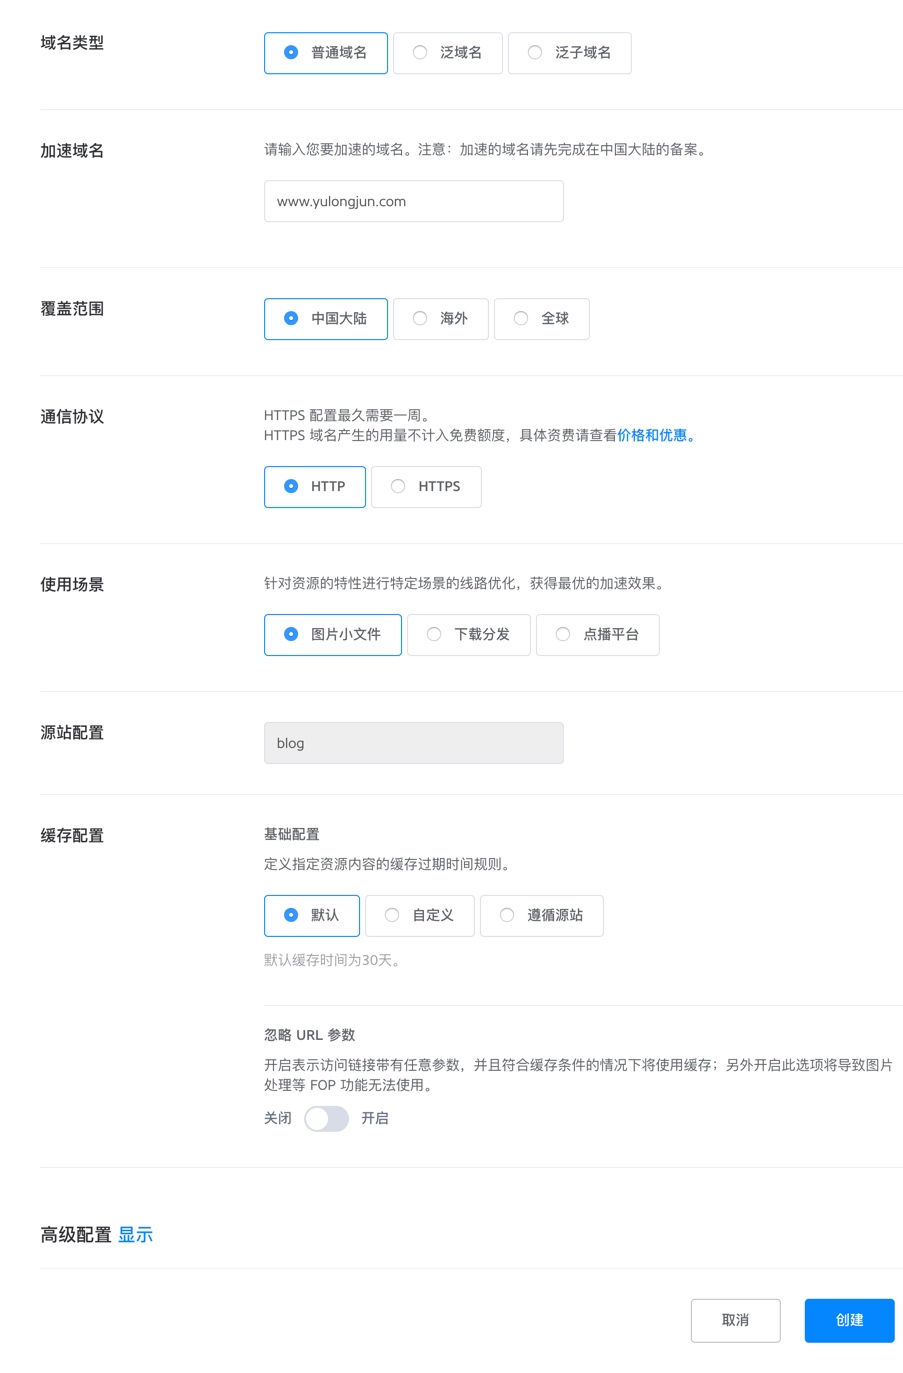 域名类型
普通域名 泛域名 泛子域名
加速域名
请输入您要加速的域名。注意：加速的域名请先完成在中国大陆的备案。
www.yulongjun.com
覆盖范围
中国大陆 海外 全球
通信协议
HTTPS 配置最久需要一周。
HTTPS 域名产生的用量不计入免费额度，具体资费请查看价格和优惠。
HTTP HTTPS
使用场景
针对资源的特性进行特定场景的线路优化，获得最优的加速效果。
图片小文件 下载分发 点播平台
源站配置
blog
缓存配置
基础配置
定义指定资源内容的缓存过期时间规则。
默认 自定义 遵循源站
默认缓存时间为30天。
忽略 URL 参数
开启表示访问链接带有任意参数，并且符合缓存条件的情况下将使用缓存；另外开启此选项将导致图片
处理等 FOP 功能无法使用。
关闭 开启
高级配置 显示
取消 创建